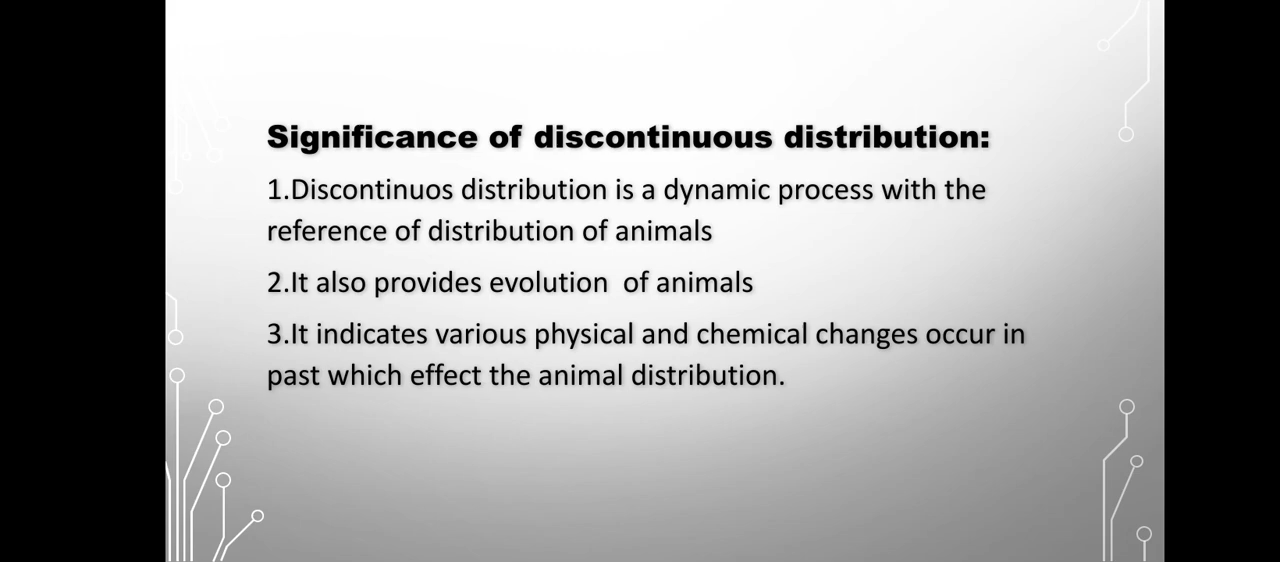 Significance of discontinuous distribution:
1.Discontinuos distribution is a dynamic process with the
reference of distribution of animals
2.It also provides evolution  of animals
3.It indicates various physical and chemical changes occur in
past which effect the animal distribution.